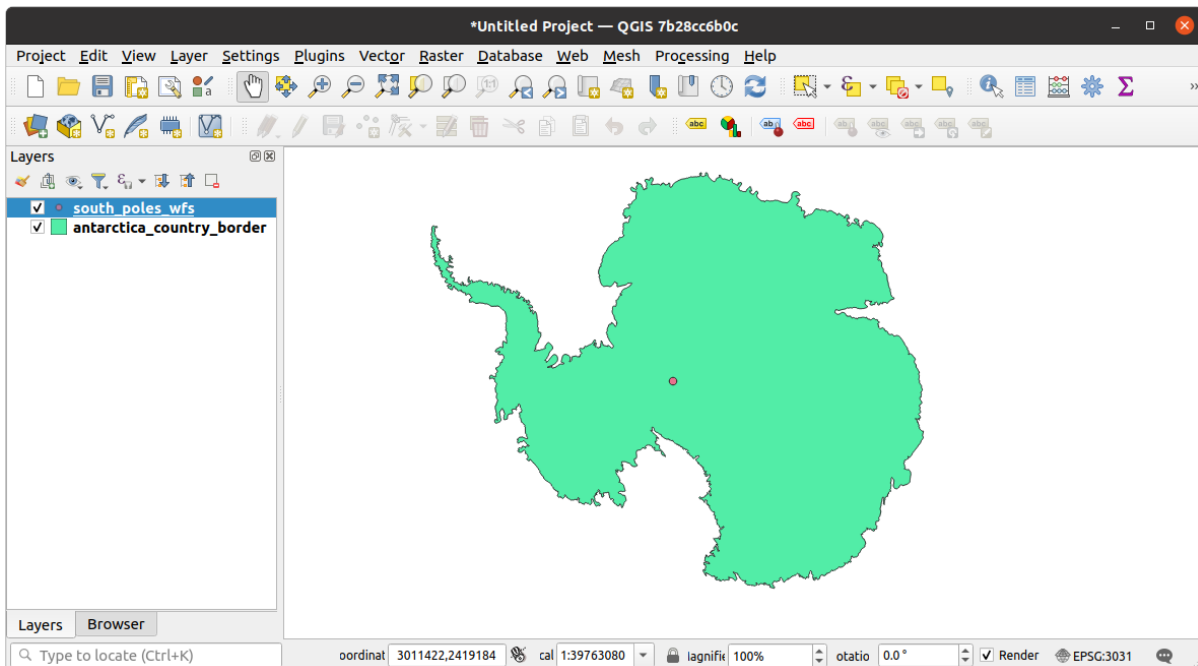 *Untitled Project — QGIS 7b28cc6b0c
Project Edit View Layer Settings Plugins Vector Raster Database Web Mesh Processing Help
abc abc
Layers
south_poles_wfs
antarctica_country_border
Layers Browser
Type to locate (Ctrl+K) oordinat 3011422,2419184 cal 1:39763080 lagnifie 100% otatio 0.0 ° Render EPSG:3031